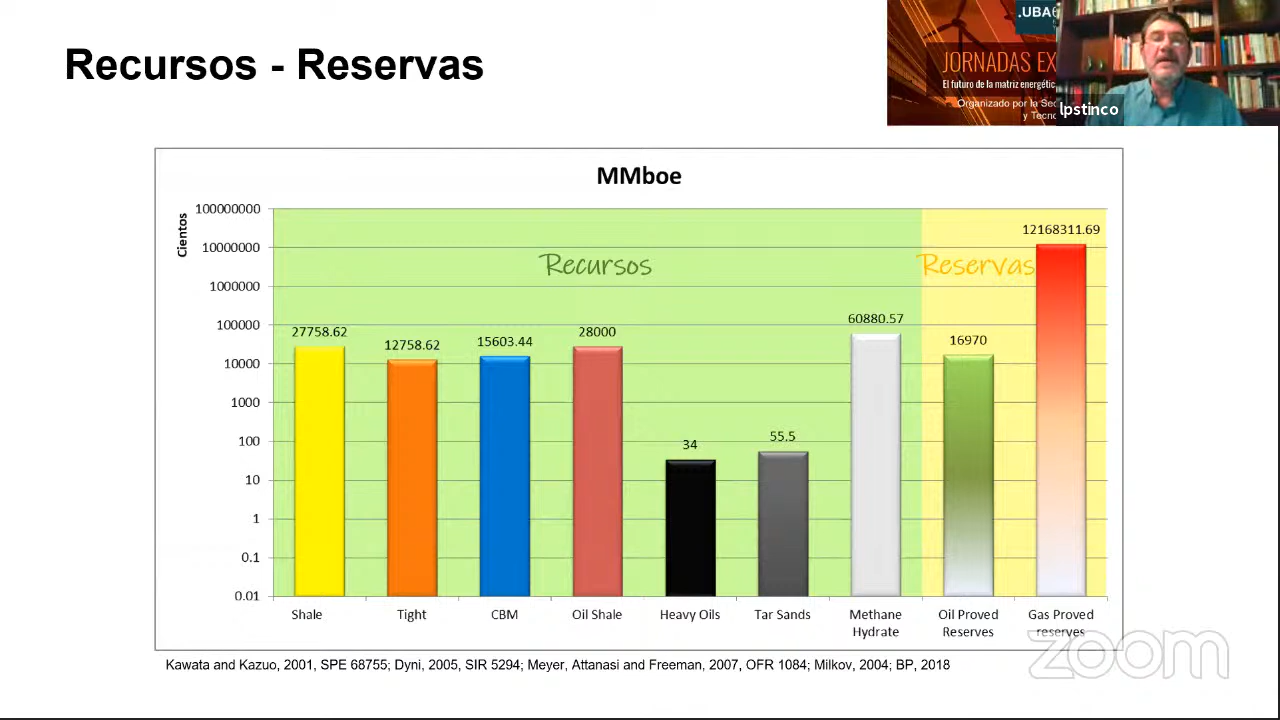 Recursos - Reservas
.UBA
JORNADAS EX
El futuro de la matriz energétic
Organizado por la Sec
y Tecno
lpstinco
MMboe
Cientos
100000000
10000000
1000000
100000
10000
1000
100
10
1
0.1
0.01
Recursos
Reservas
27758.62
12758.62
15603.44
28000
34
55.5
60880.57
16970
12168311.69
Shale
Tight
CBM
Oil Shale
Heavy Oils
Tar Sands
Methane
Hydrate
Oil Proved
Reserves
Gas Proved
reserves
Kawata and Kazuo, 2001, SPE 68755; Dyni, 2005, SIR 5294; Meyer, Attanasi and Freeman, 2007, OFR 1084; Milkov, 2004; BP, 2018
zoom